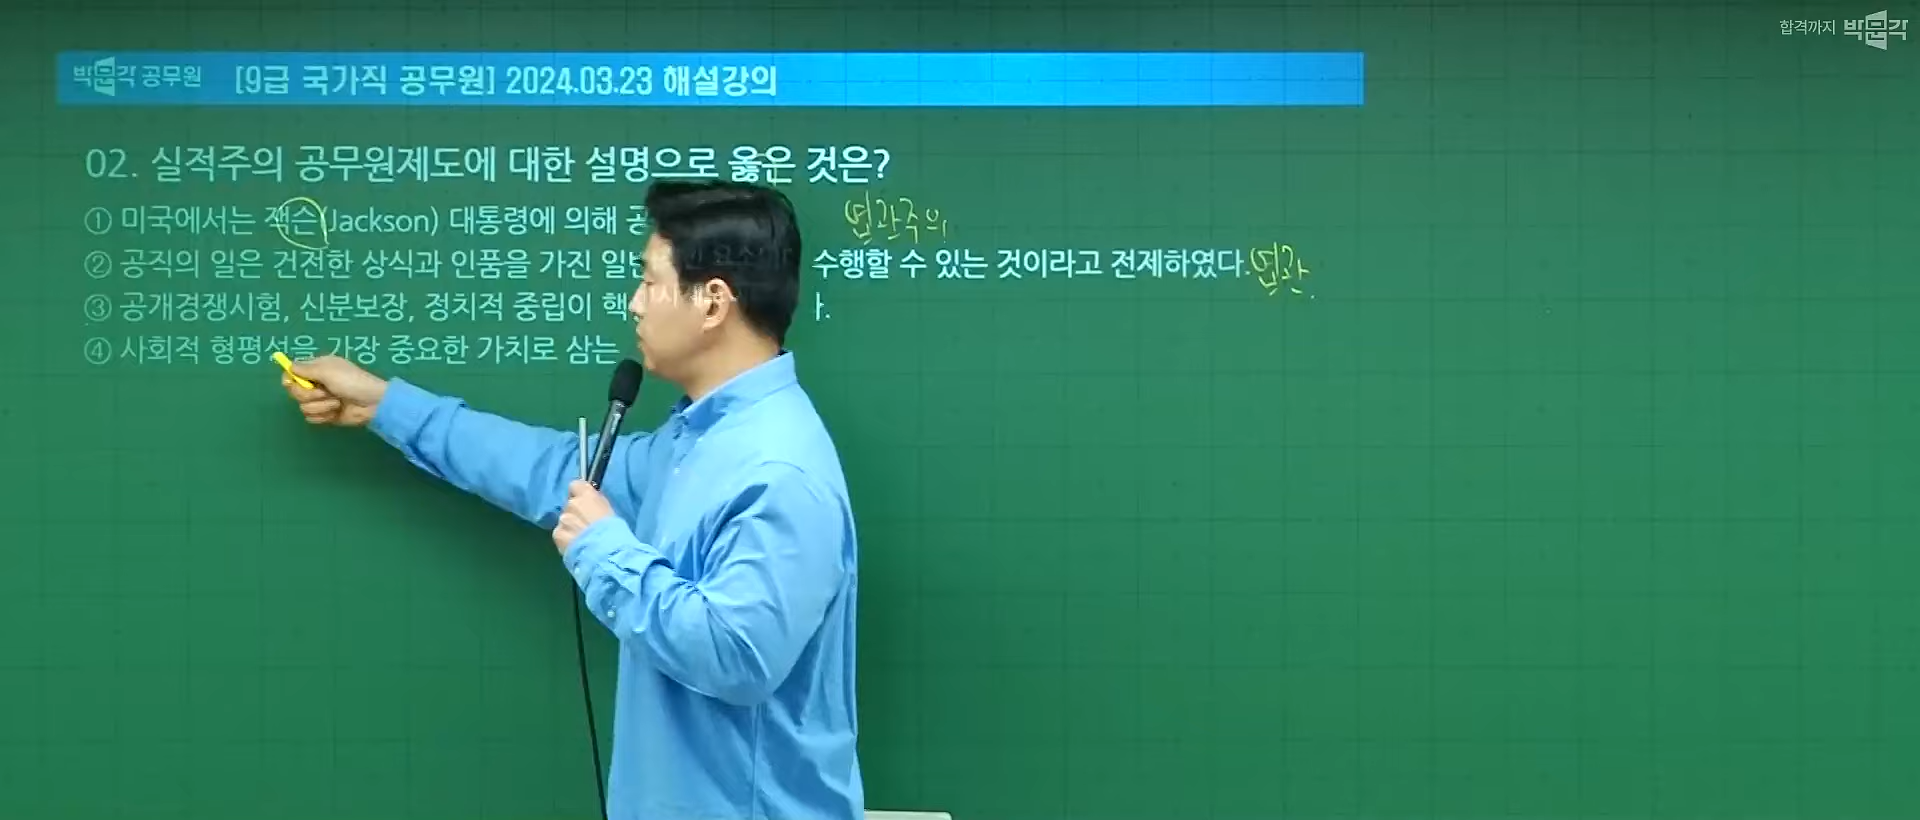 합격까지 박문각
박문각 공무원 [9급 국가직 공무원] 2024.03.23 해설강의
02. 실적주의 공무원제도에 대한 설명으로 옳은 것은?
① 미국에서는 잭슨(Jackson) 대통령에 의해 공
엽관주의
② 공직의 일은 건전한 상식과 인품을 가진 일반 수행할 수 있는 것이라고 전제하였다. 엽관
③ 공개경쟁시험, 신분보장, 정치적 중립이 핵
④ 사회적 형평성을 가장 중요한 가치로 삼는